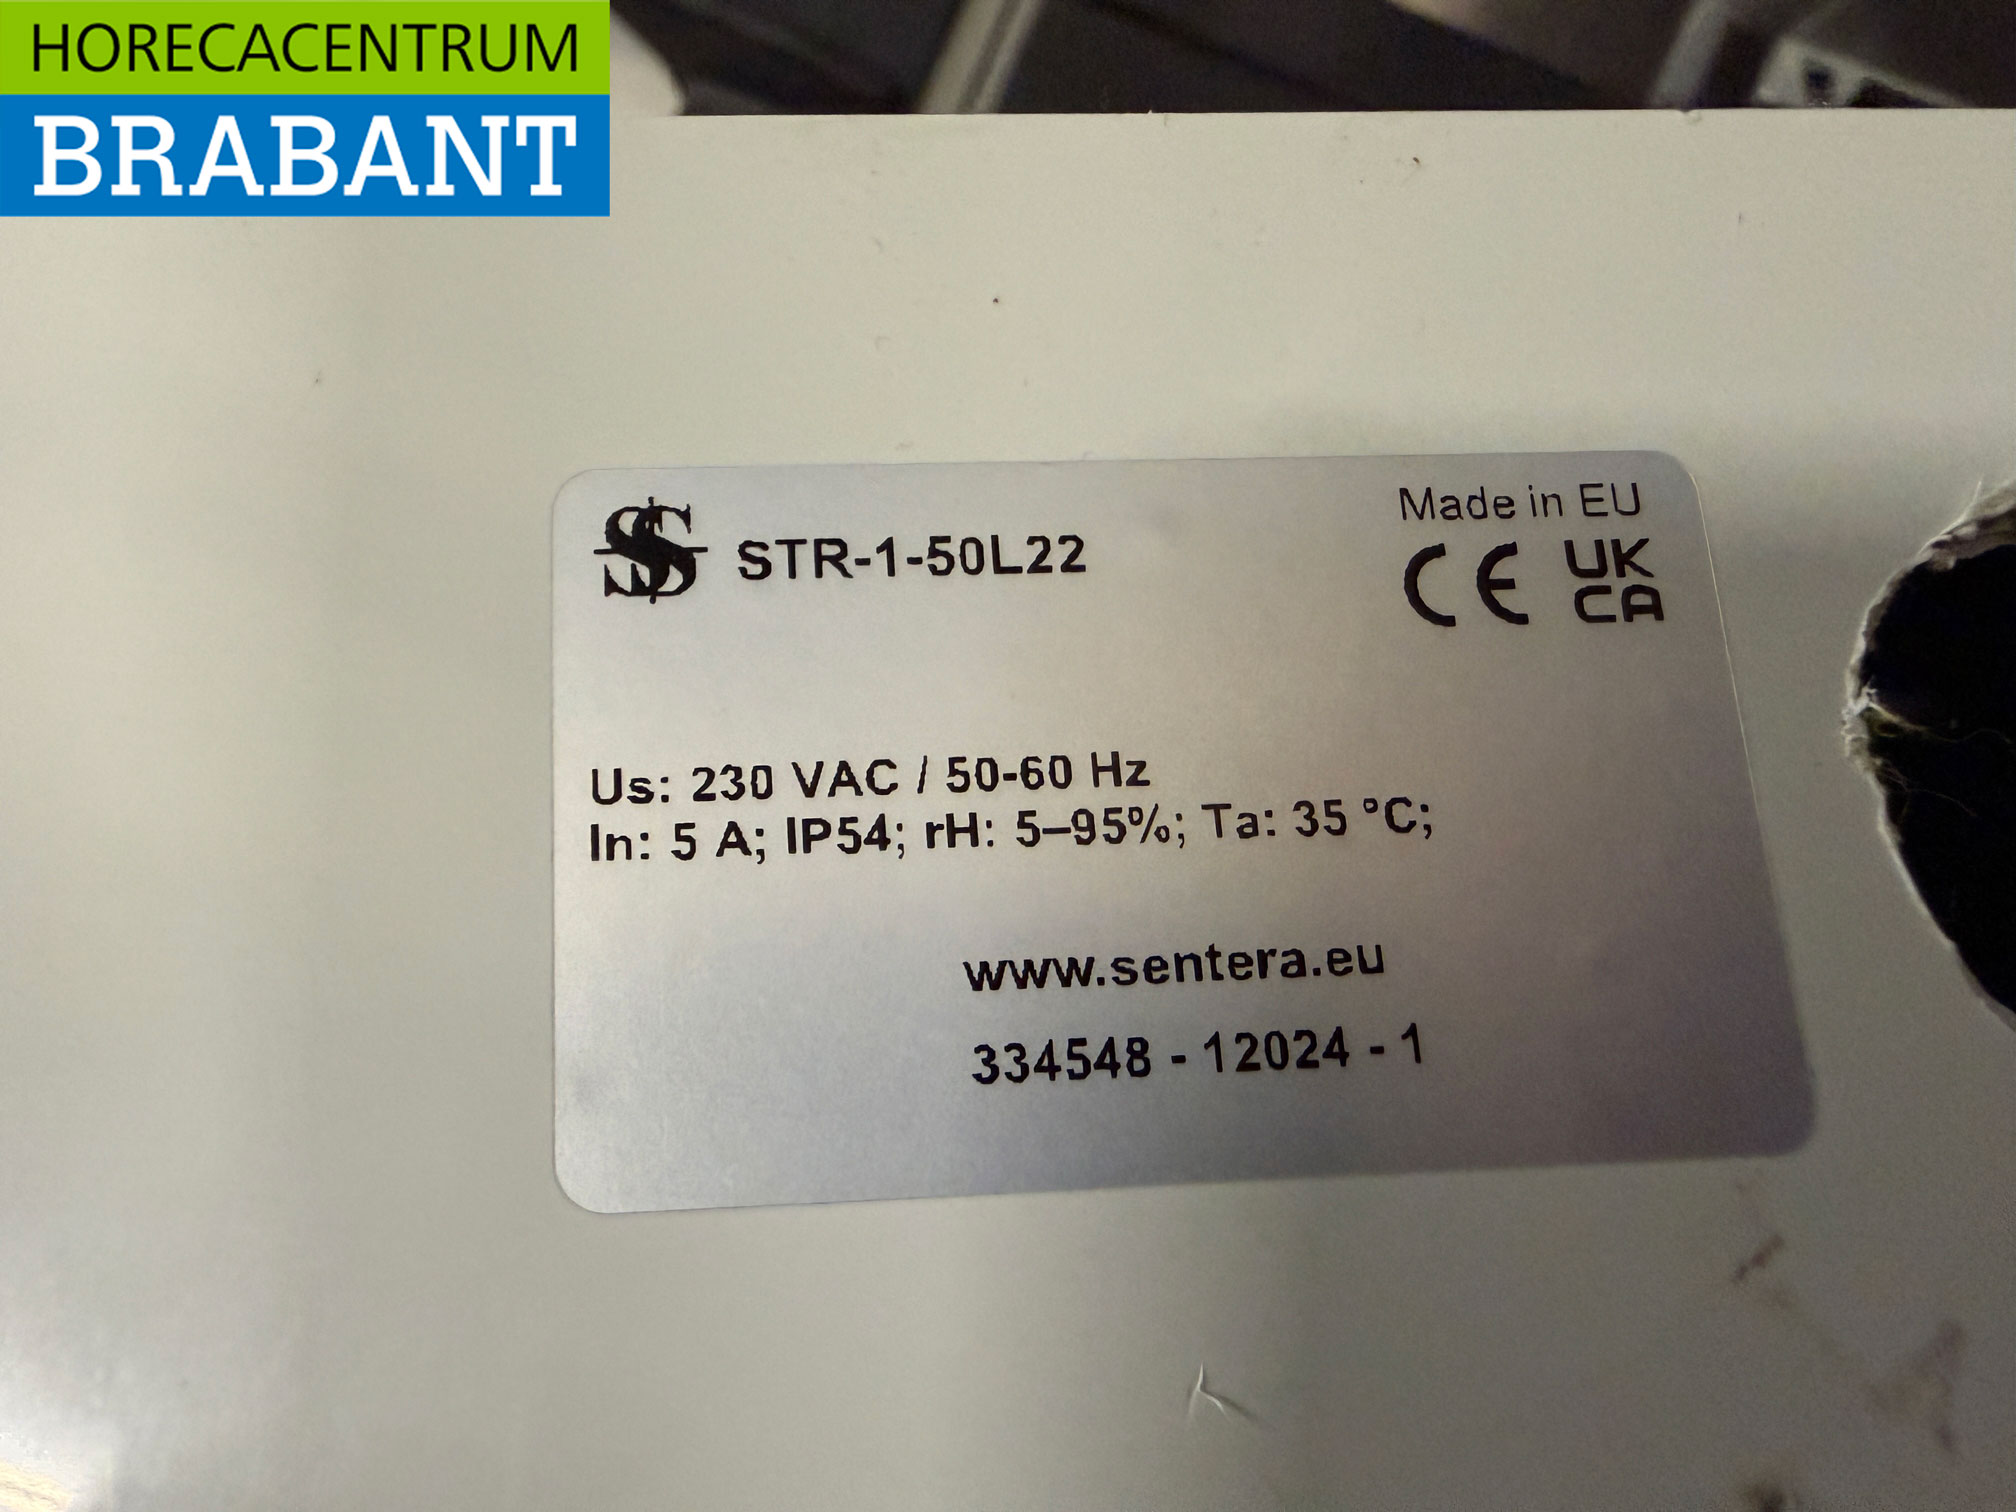 HORECACENTRUM
BRABANT
STR-1-50L22
Made in EU
CE UK
CA
Us: 230 VAC / 50-60 Hz
In: 5 A; IP54; rH: 5–95%; Ta: 35 °C;
www.sentera.eu
334548 - 12024 - 1